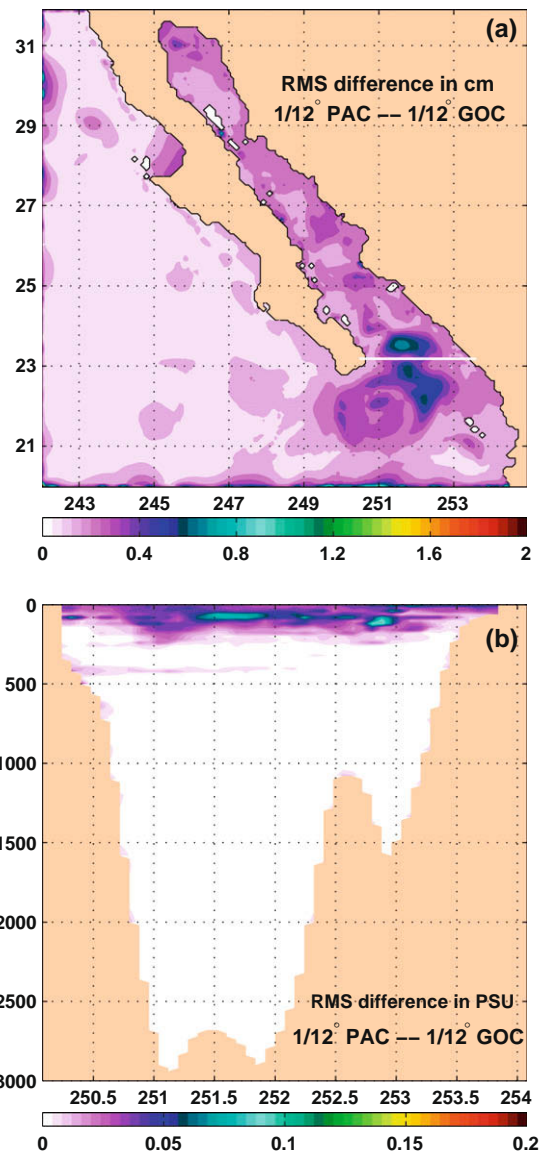 31
(a)
RMS difference in cm
1/12° PAC −− 1/12° GOC
29
27
25
23
21
243 245 247 249 251 253
0 0.4 0.8 1.2 1.6 2
0
(b)
500
1000
1500
2000
2500
RMS difference in PSU
1/12° PAC −− 1/12° GOC
3000
250.5 251 251.5 252 252.5 253 253.5 254
0 0.05 0.1 0.15 0.2